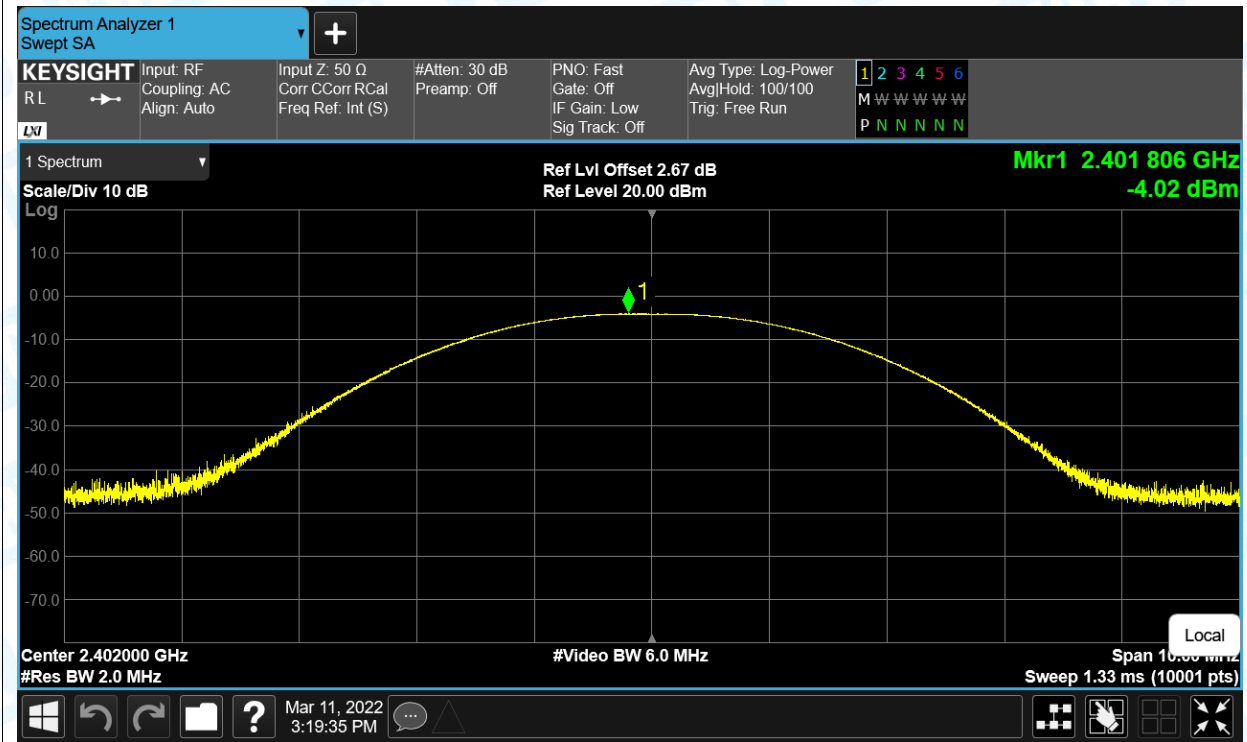 Spectrum Analyzer 1
Swept SA
KEYSIGHT
R L
LXI
Input: RF
Coupling: AC
Align: Auto
Input Z: 50 Ω
Corr CCorr RCal
Freq Ref: Int (S)
#Atten: 30 dB
Preamp: Off
PNO: Fast
Gate: Off
IF Gain: Low
Sig Track: Off
Avg Type: Log-Power
Avg|Hold: 100/100
Trig: Free Run
1 2 3 4 5 6
M W W W W W
P N N N N N
1 Spectrum
Scale/Div 10 dB
Log
Ref Lvl Offset 2.67 dB
Ref Level 20.00 dBm
Mkr1 2.401 806 GHz
-4.02 dBm
10.0
0.00
-10.0
-20.0
-30.0
-40.0
-50.0
-60.0
-70.0
1
Local
Center 2.402000 GHz
#Res BW 2.0 MHz
#Video BW 6.0 MHz
Span 10.00 MHz
Sweep 1.33 ms (10001 pts)
?
Mar 11, 2022
3:19:35 PM